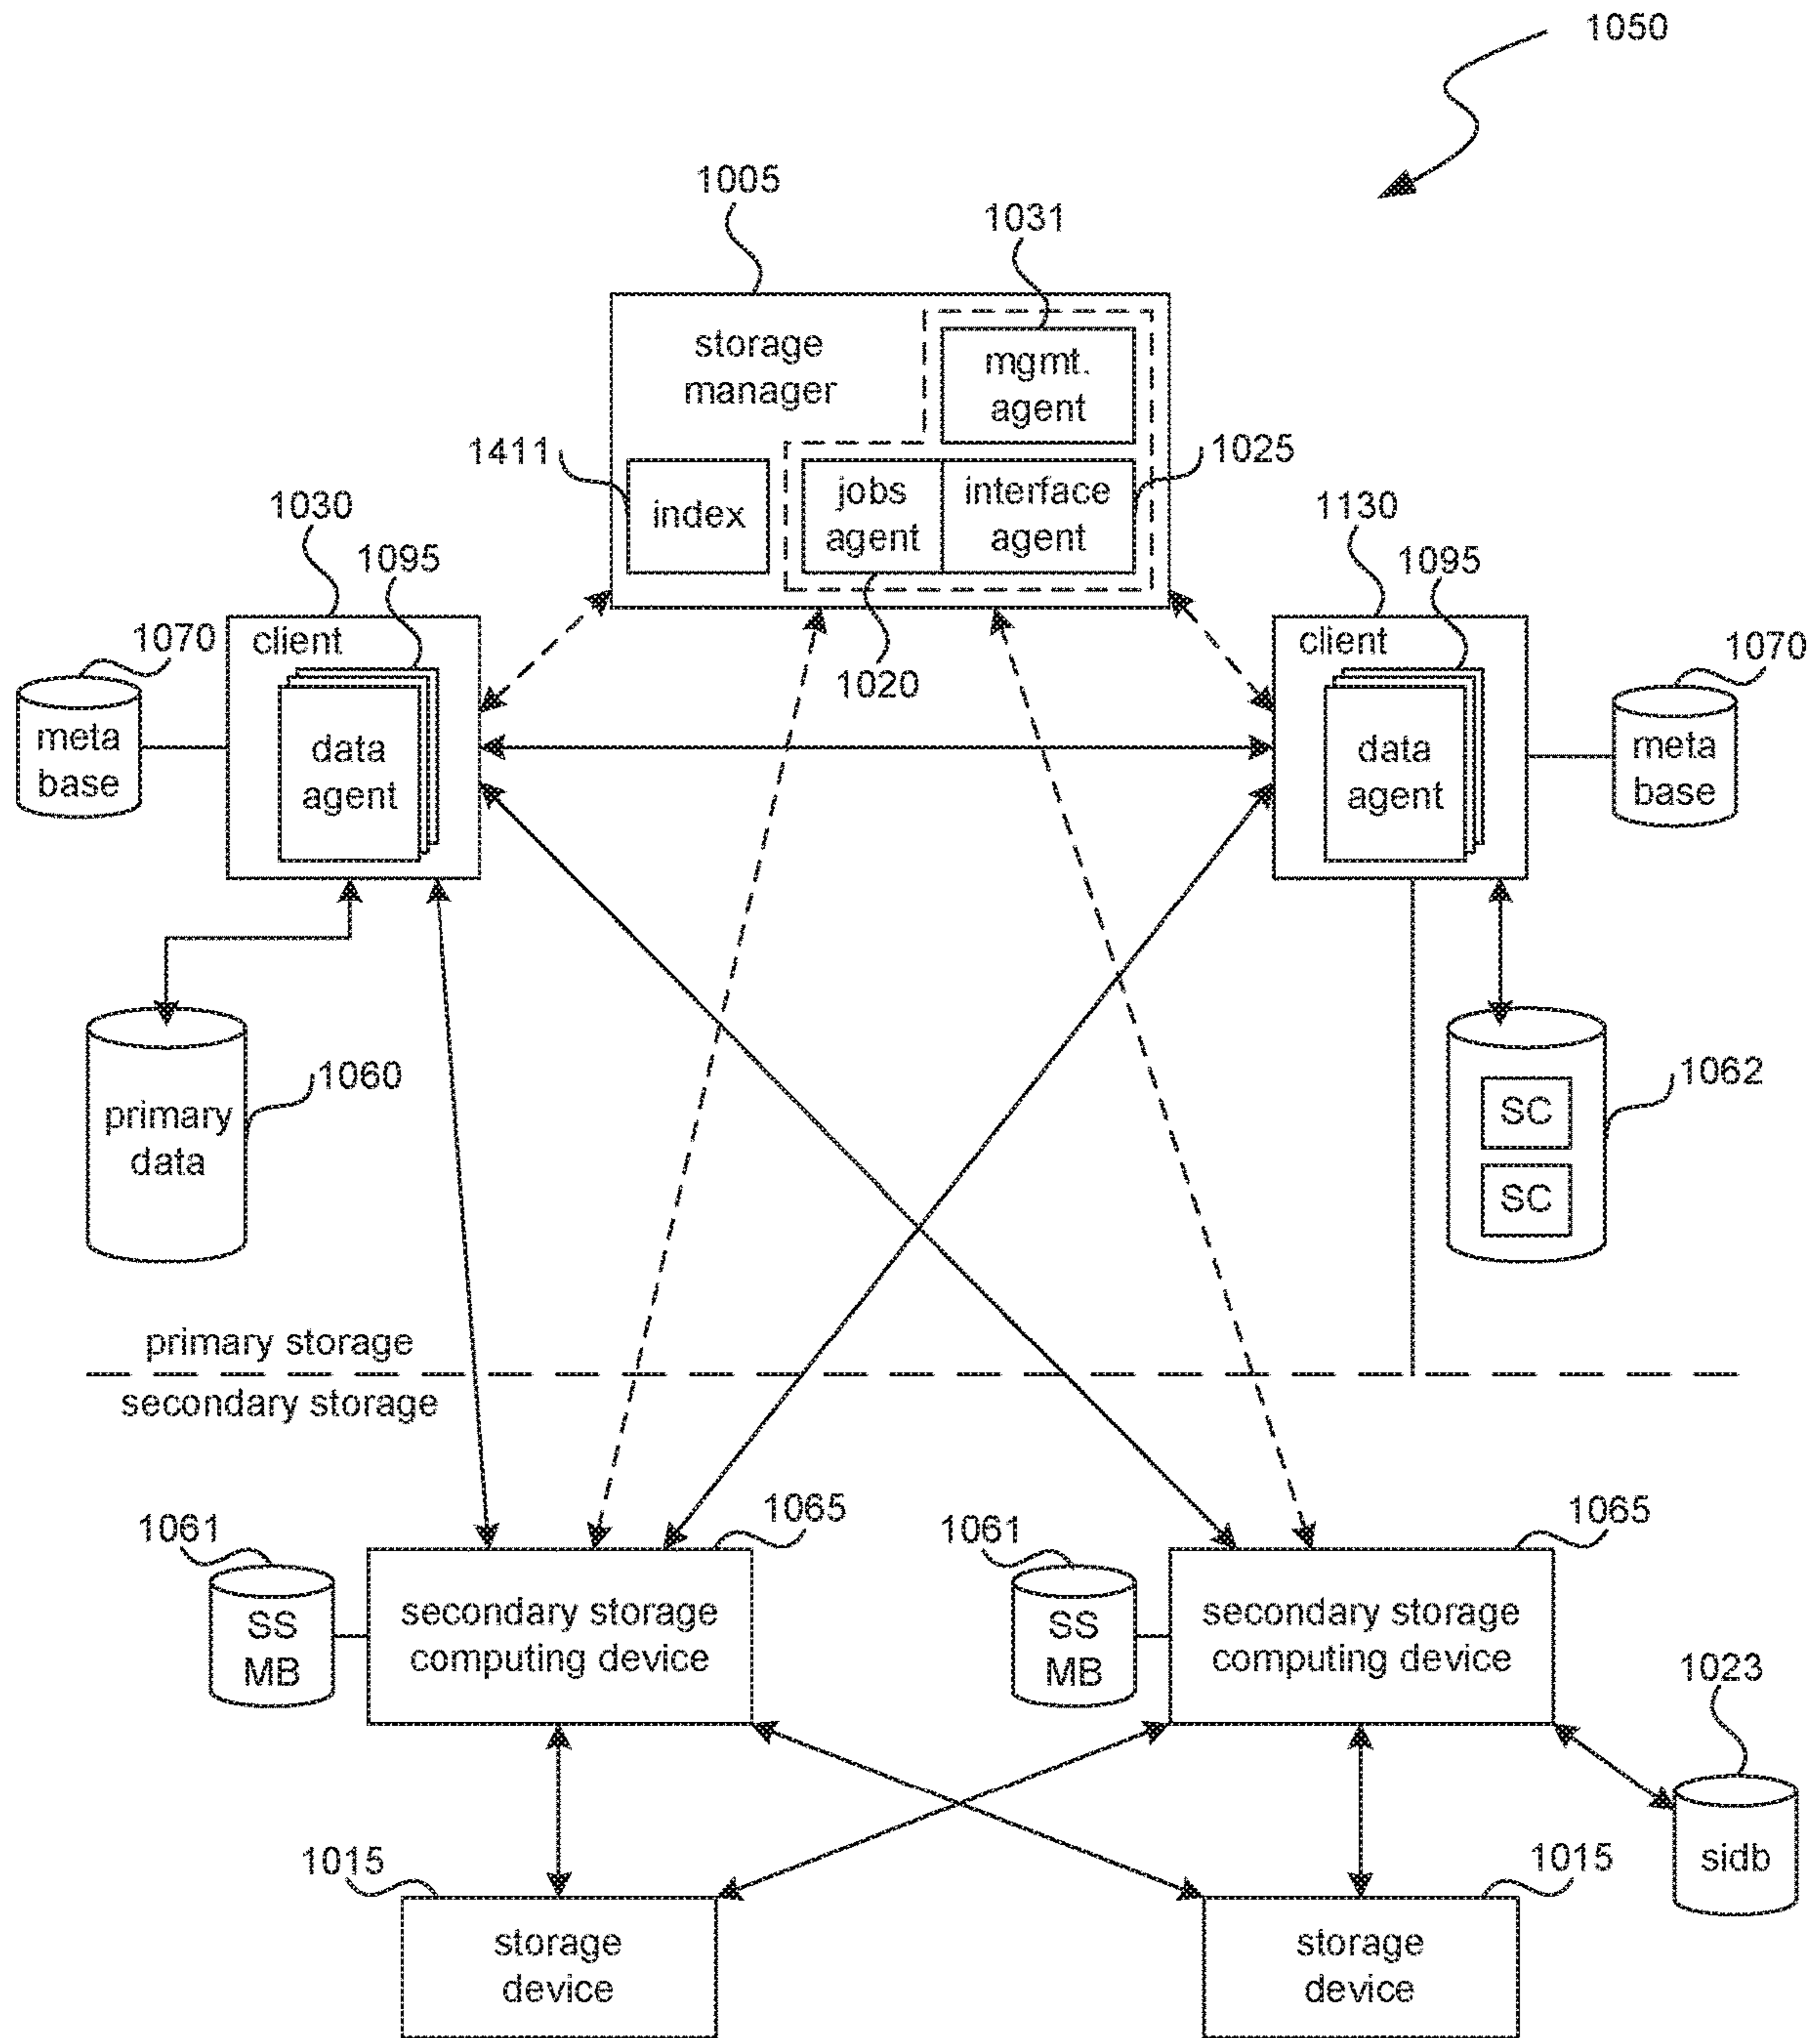 1050
1005
1031
storage
manager
mgmt.
agent
1411
1025
index
jobs
agent
interface
agent
1030
1130
1095
1095
client
client
1070
1070
1020
meta
base
data
agent
data
agent
meta
base
1060
1062
primary
data
SC
SC
primary storage
secondary storage
1065
1065
1061
1061
SS
MB
secondary storage
computing device
SS
MB
secondary storage
computing device
1023
1015
1015
sidb
storage
device
storage
device